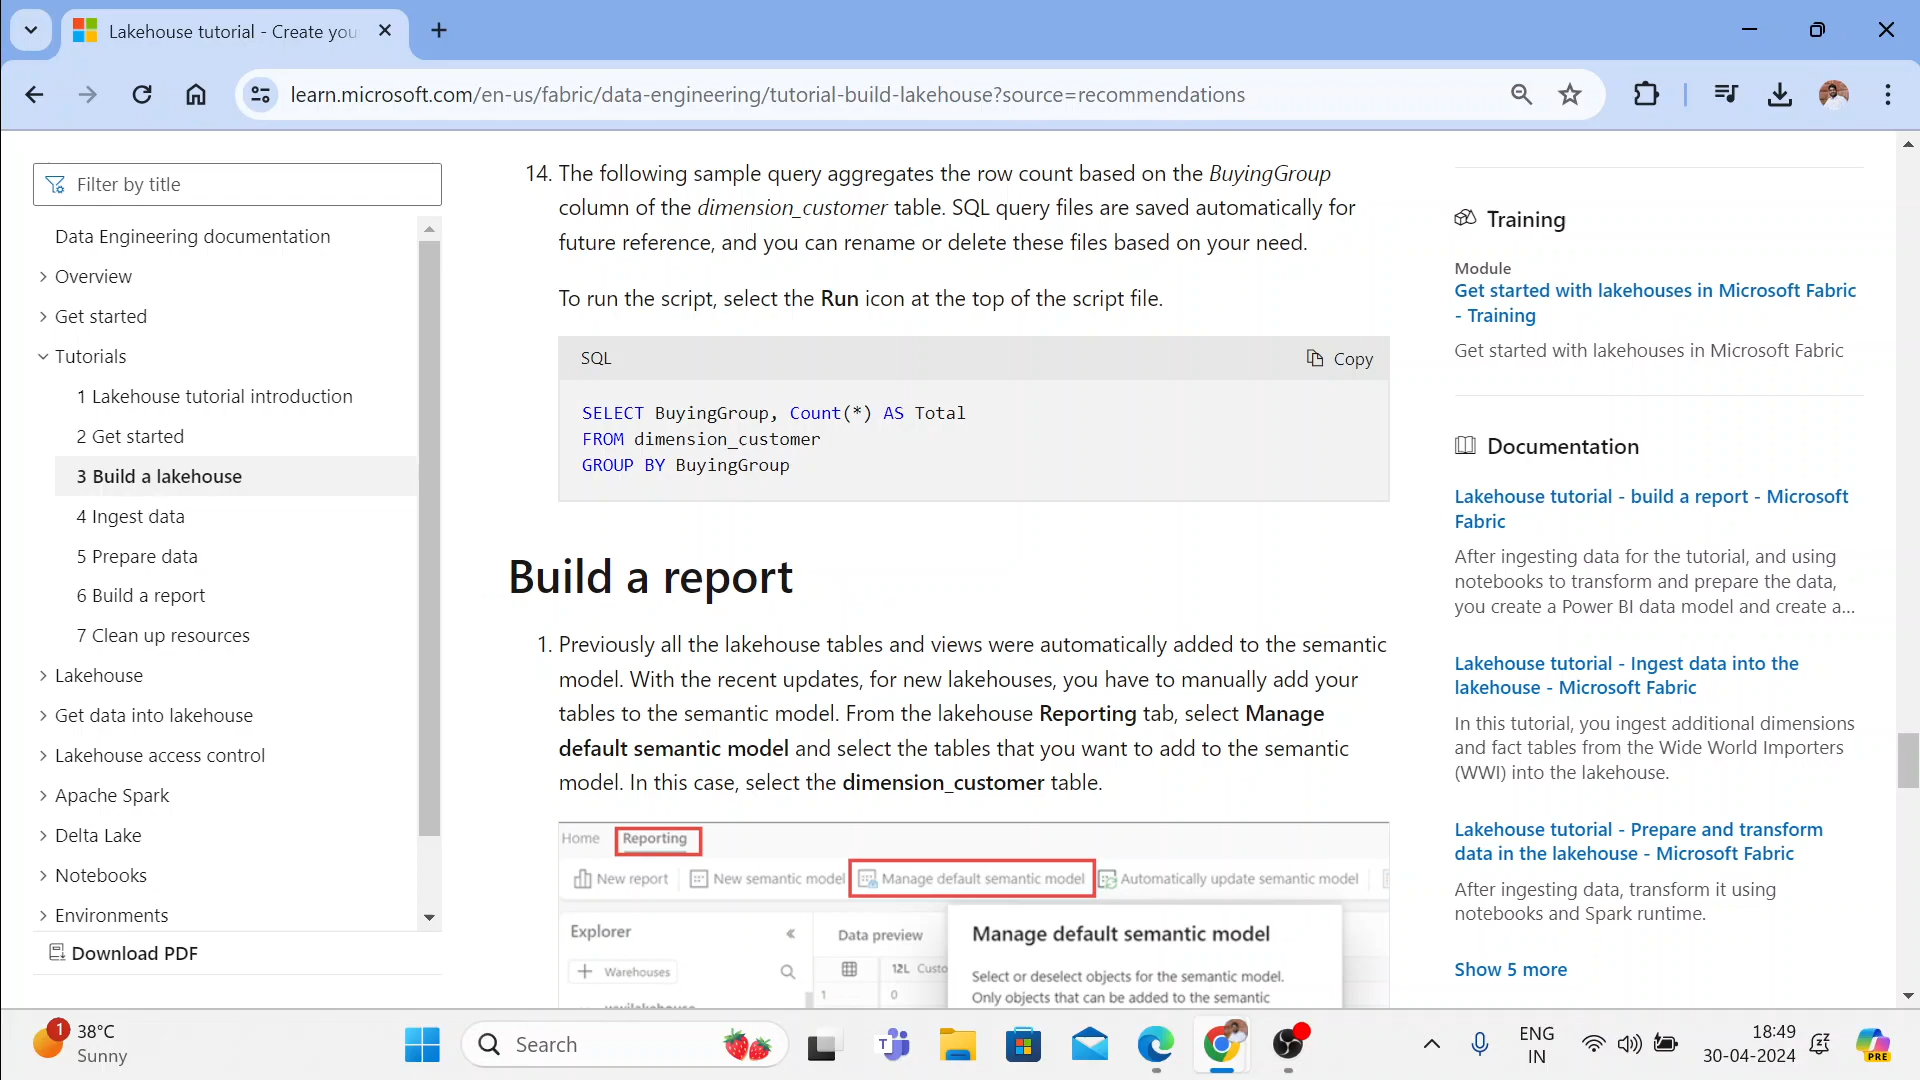 Lakehouse tutorial - Create you
learn.microsoft.com/en-us/fabric/data-engineering/tutorial-build-lakehouse?source=recommendations
Filter by title
Data Engineering documentation
Overview
Get started
Tutorials
1 Lakehouse tutorial introduction
2 Get started
3 Build a lakehouse
4 Ingest data
5 Prepare data
6 Build a report
7 Clean up resources
Lakehouse
Get data into lakehouse
Lakehouse access control
Apache Spark
Delta Lake
Notebooks
Environments
Download PDF
14. The following sample query aggregates the row count based on the BuyingGroup
column of the dimension_customer table. SQL query files are saved automatically for
future reference, and you can rename or delete these files based on your need.
To run the script, select the Run icon at the top of the script file.
SQL
Copy
SELECT BuyingGroup, Count(*) AS Total
FROM dimension_customer
GROUP BY BuyingGroup
Build a report
1. Previously all the lakehouse tables and views were automatically added to the semantic
model. With the recent updates, for new lakehouses, you have to manually add your
tables to the semantic model. From the lakehouse Reporting tab, select Manage
default semantic model and select the tables that you want to add to the semantic
model. In this case, select the dimension_customer table.
Home Reporting
New report New semantic model Manage default semantic model Automatically update semantic model
Explorer
Data preview
Manage default semantic model
Warehouses
12L Custo
Select or deselect objects for the semantic model.
1 0
Only objects that can be added to the semantic
Training
Module
Get started with lakehouses in Microsoft Fabric
- Training
Get started with lakehouses in Microsoft Fabric
Documentation
Lakehouse tutorial - build a report - Microsoft
Fabric
After ingesting data for the tutorial, and using
notebooks to transform and prepare the data,
you create a Power BI data model and create a...
Lakehouse tutorial - Ingest data into the
lakehouse - Microsoft Fabric
In this tutorial, you ingest additional dimensions
and fact tables from the Wide World Importers
(WWI) into the lakehouse.
Lakehouse tutorial - Prepare and transform
data in the lakehouse - Microsoft Fabric
After ingesting data, transform it using
notebooks and Spark runtime.
Show 5 more
1
38°C
Sunny
Search
T
ENG
IN
18:49
30-04-2024
PRE